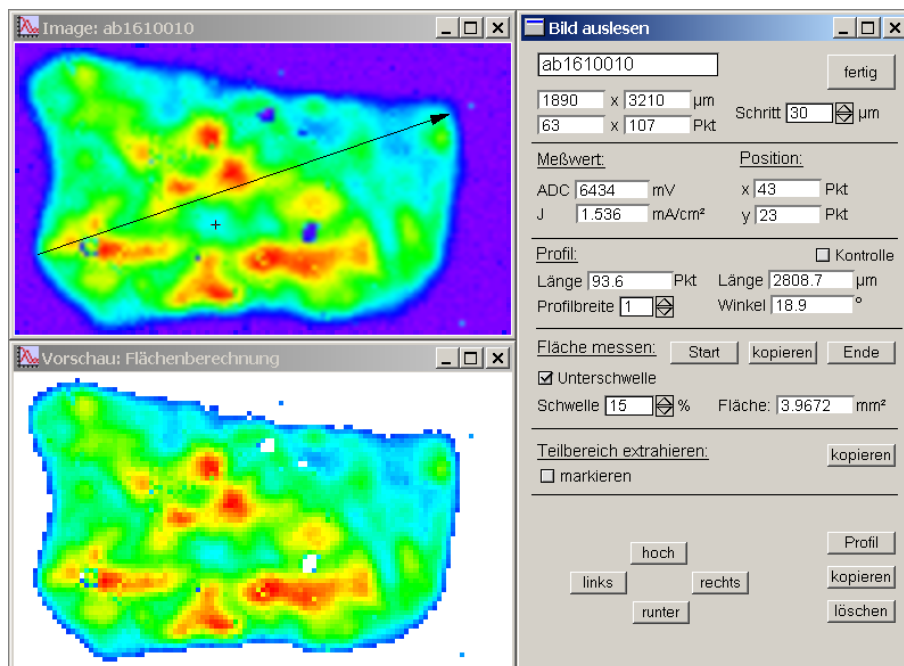 Image: ab1610010
Vorschau: Flächenberechnung
Bild auslesen
ab1610010
fertig
1890 x 3210 µm
63 x 107 Pkt
Schritt 30 µm
Meßwert:
Position:
ADC 6434 mV
x 43 Pkt
J 1.536 mA/cm²
y 23 Pkt
Profil:
Kontrolle
Länge 93.6 Pkt
Länge 2808.7 µm
Profilbreite 1
Winkel 18.9 °
Fläche messen:
Start
kopieren
Ende
Unterschwelle
Schwelle 15 %
Fläche: 3.9672 mm²
Teilbereich extrahieren:
kopieren
markieren
hoch
links
rechts
runter
Profil
kopieren
löschen